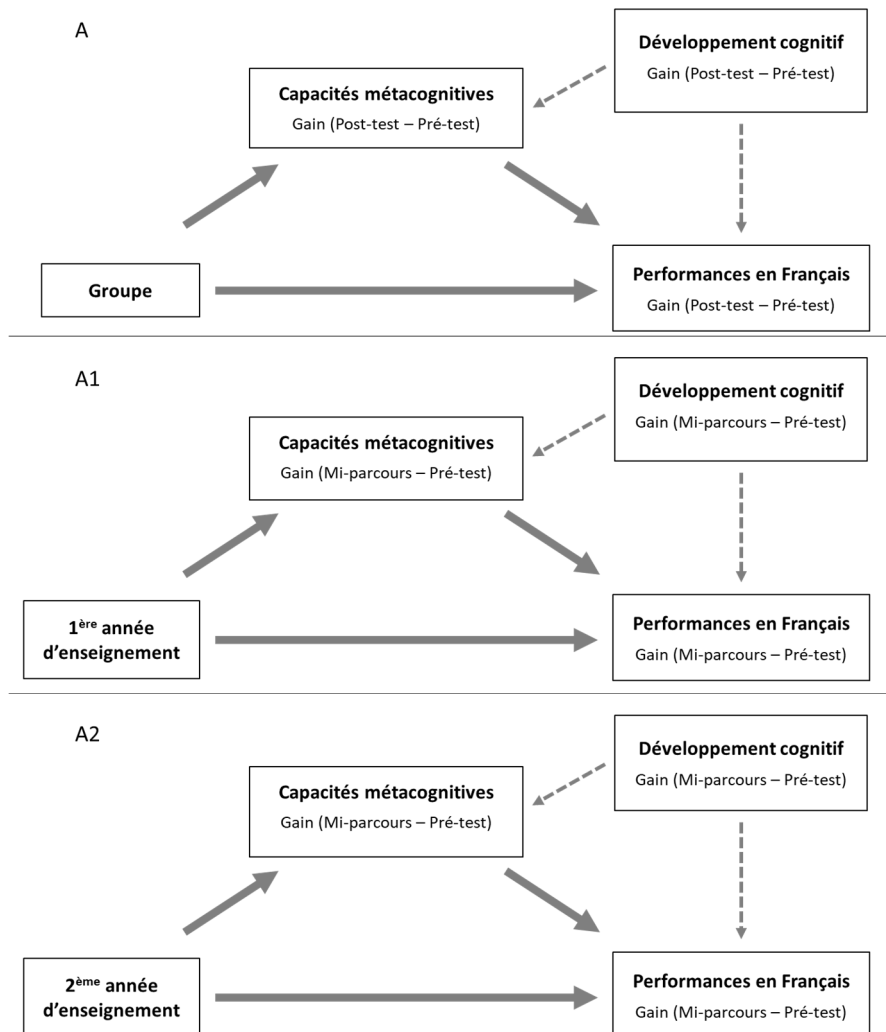 A
Développement cognitif
Gain (Post-test – Pré-test)
Capacités métacognitives
Gain (Post-test – Pré-test)
Groupe
Performances en Français
Gain (Post-test – Pré-test)
A1
Développement cognitif
Gain (Mi-parcours – Pré-test)
Capacités métacognitives
Gain (Mi-parcours – Pré-test)
1ère année
d’enseignement
Performances en Français
Gain (Mi-parcours – Pré-test)
A2
Développement cognitif
Gain (Mi-parcours – Pré-test)
Capacités métacognitives
Gain (Mi-parcours – Pré-test)
2ème année
d’enseignement
Performances en Français
Gain (Mi-parcours – Pré-test)